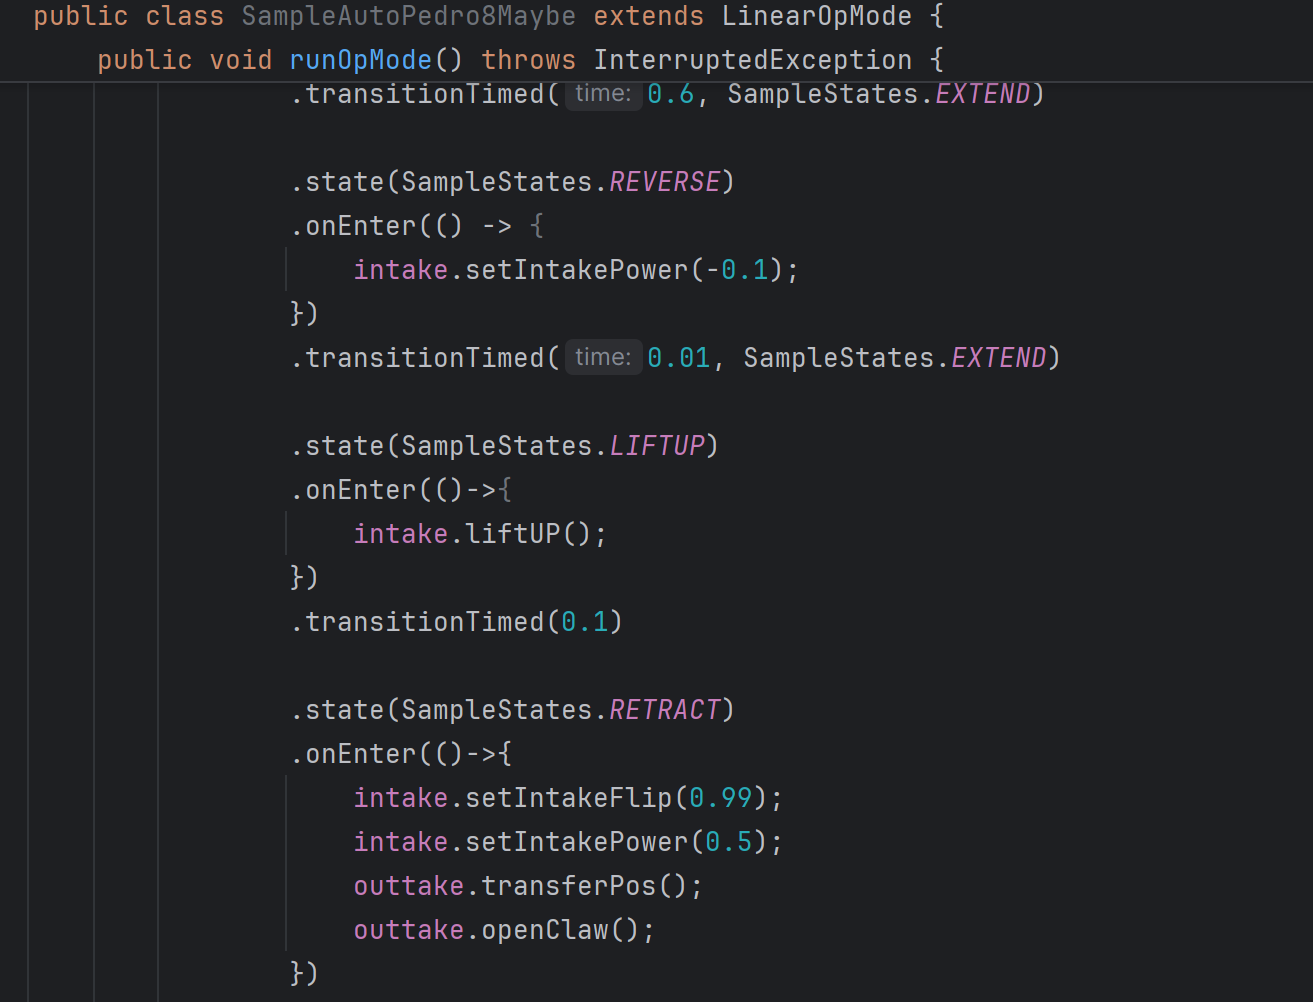 public class SampleAutoPedro8Maybe extends LinearOpMode {
public void runOpMode() throws InterruptedException {
.transitionTimed( time: 0.6, SampleStates.EXTEND)
.state(SampleStates.REVERSE)
.onEnter(() -> {
intake.setIntakePower(-0.1);
})
.transitionTimed( time: 0.01, SampleStates.EXTEND)
.state(SampleStates.LIFTUP)
.onEnter(()->{
intake.liftUP();
})
.transitionTimed(0.1)
.state(SampleStates.RETRACT)
.onEnter(()->{
intake.setIntakeFlip(0.99);
intake.setIntakePower(0.5);
outtake.transferPos();
outtake.openClaw();
})